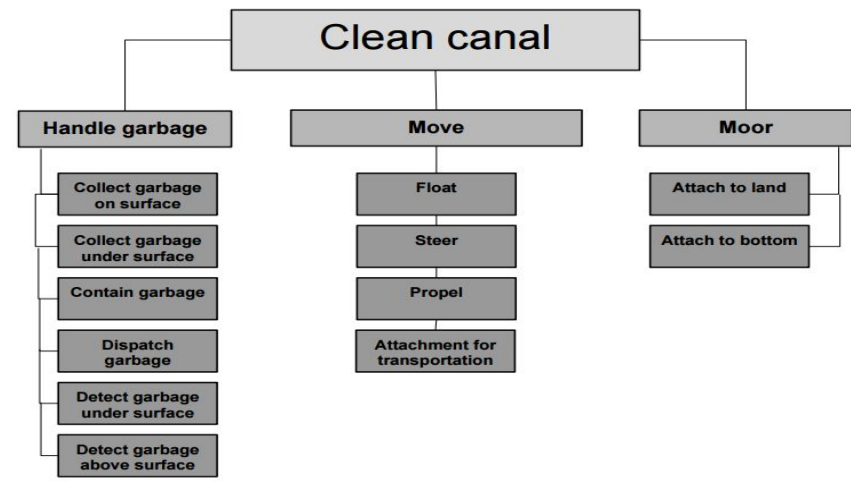 Clean canal
Handle garbage
Move
Moor
Collect garbage
on surface
Collect garbage
under surface
Contain garbage
Dispatch
garbage
Detect garbage
under surface
Detect garbage
above surface
Float
Steer
Propel
Attachment for
transportation
Attach to land
Attach to bottom